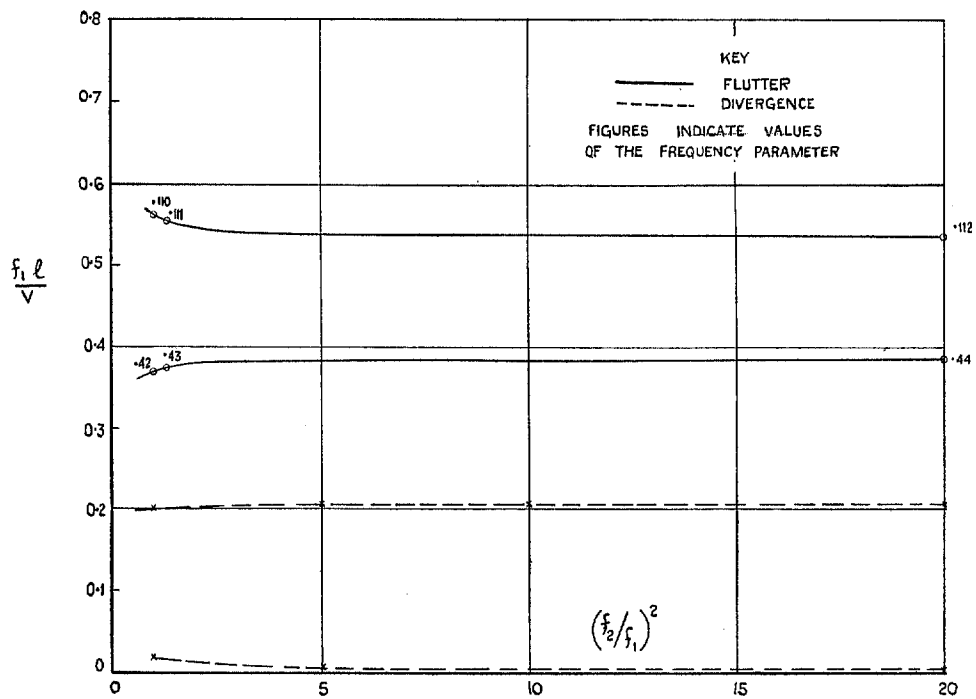 0·8
KEY
FLUTTER
DIVERGENCE
FIGURES INDICATE VALUES
OF THE FREQUENCY PARAMETER
0·7
0·6
·110
·111
·112
0·5
f₁ ℓ
V
0·4
·42
·43
·44
0·3
0·2
0·1
(f₂/f₁)²
0
0
5
10
15
20